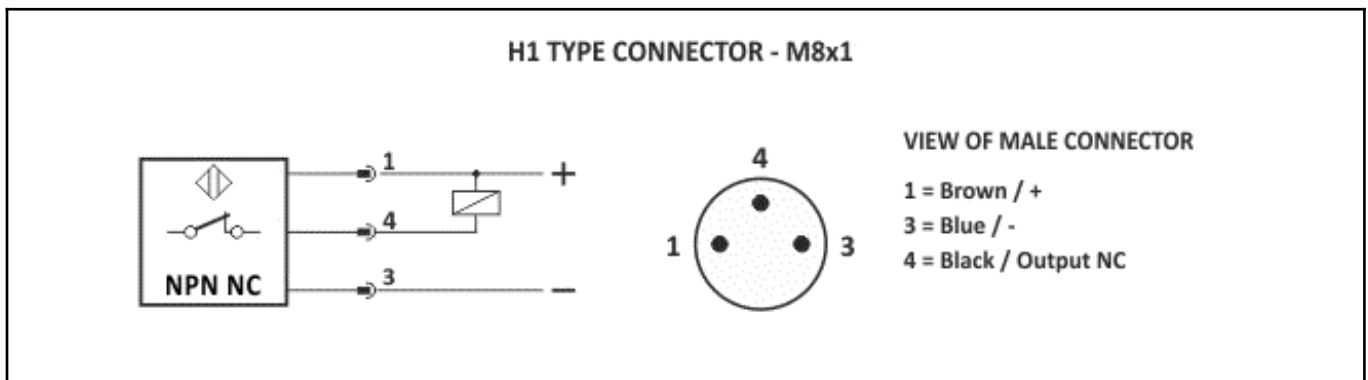 H1 TYPE CONNECTOR - M8x1
1
+
4
NPN NC
3
−
4
1
3
VIEW OF MALE CONNECTOR
1 = Brown / +
3 = Blue / -
4 = Black / Output NC